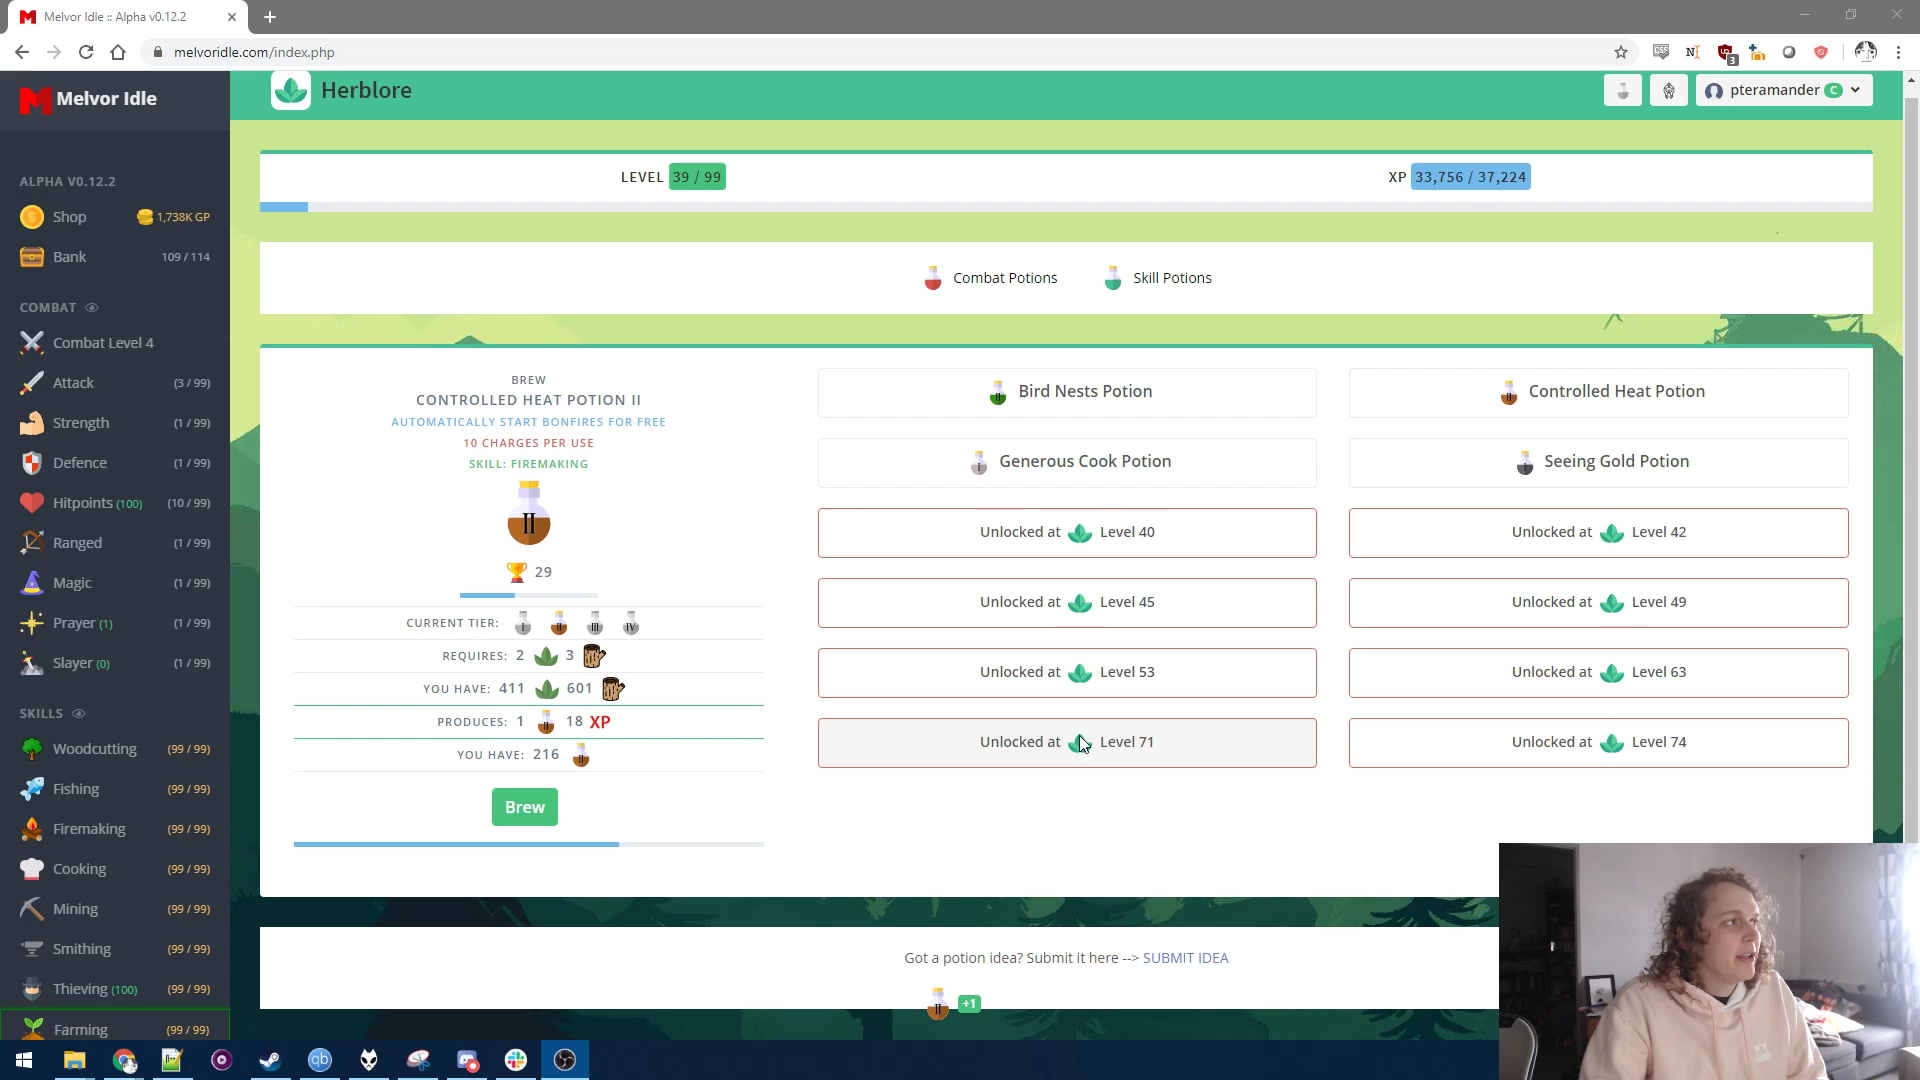 Melvor Idle :: Alpha v0.12.2
melvoridle.com/index.php
3
Melvor Idle
Herblore
pteramander C
ALPHA V0.12.2
Shop 1,738K GP
Bank 109 / 114
COMBAT
Combat Level 4
Attack (3 / 99)
Strength (1 / 99)
Defence (1 / 99)
Hitpoints (100) (10 / 99)
Ranged (1 / 99)
Magic (1 / 99)
Prayer (1) (1 / 99)
Slayer (0) (1 / 99)
SKILLS
Woodcutting (99 / 99)
Fishing (99 / 99)
Firemaking (99 / 99)
Cooking (99 / 99)
Mining (99 / 99)
Smithing (99 / 99)
Thieving (100) (99 / 99)
Farming (99 / 99)
LEVEL 39 / 99
XP 33,756 / 37,224
Combat Potions Skill Potions
BREW
CONTROLLED HEAT POTION II
AUTOMATICALLY START BONFIRES FOR FREE
10 CHARGES PER USE
SKILL: FIREMAKING
II
29
CURRENT TIER: I II III IV
REQUIRES: 2 3
YOU HAVE: 411 601
PRODUCES: 1 18 XP
YOU HAVE: 216
Brew
Bird Nests Potion
Controlled Heat Potion
Generous Cook Potion
Seeing Gold Potion
Unlocked at Level 40
Unlocked at Level 42
Unlocked at Level 45
Unlocked at Level 49
Unlocked at Level 53
Unlocked at Level 63
Unlocked at Level 71
Unlocked at Level 74
Got a potion idea? Submit it here --> SUBMIT IDEA
II +1
qb